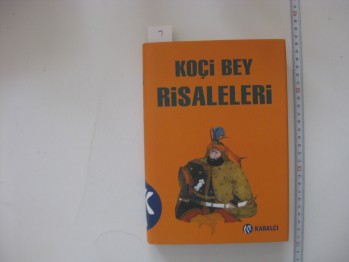 KOÇİ BEY
RİSALELERİ
K
KABALCI